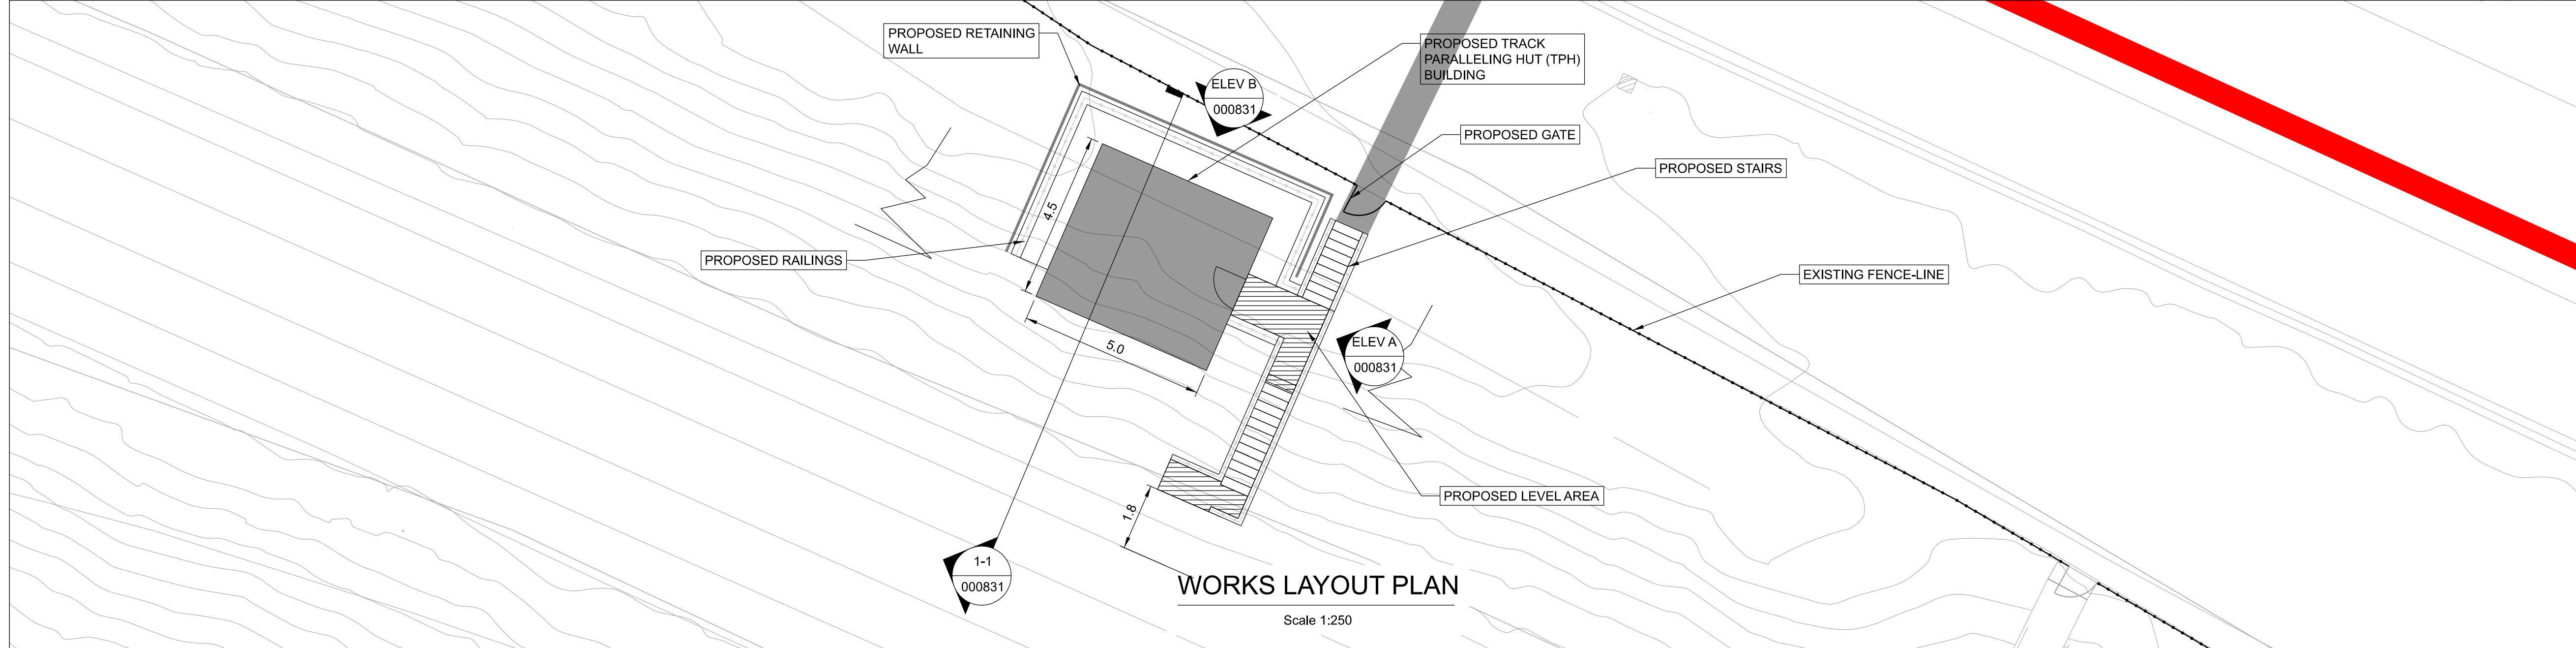 PROPOSED RETAINING
WALL
PROPOSED TRACK
PARALLELING HUT (TPH)
BUILDING
ELEV B
000831
PROPOSED GATE
PROPOSED STAIRS
4.5
PROPOSED RAILINGS
EXISTING FENCE-LINE
5.0
ELEV A
000831
PROPOSED LEVEL AREA
1.8
1-1
000831
WORKS LAYOUT PLAN
Scale 1:250